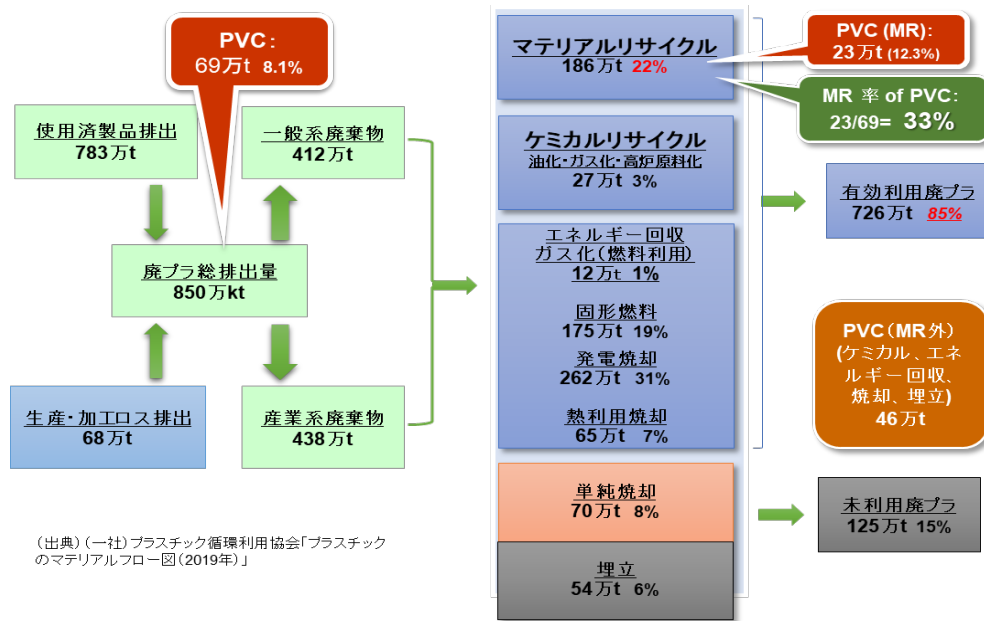 PVC：
69万t 8.1%
使用済製品排出
783万t
一般系廃棄物
412万t
廃プラ総排出量
850万kt
生産・加工ロス排出
68万t
産業系廃棄物
438万t
（出典）（一社）プラスチック循環利用協会「プラスチック
のマテリアルフロー図（2019年）」
マテリアルリサイクル
186万t 22%
ケミカルリサイクル
油化・ガス化・高炉原料化
27万t 3%
エネルギー回収
ガス化（燃料利用）
12万t 1%
固形燃料
175万t 19%
発電焼却
262万t 31%
熱利用焼却
65万t 7%
単純焼却
70万t 8%
埋立
54万t 6%
PVC (MR)：
23万t (12.3%)
MR 率 of PVC：
23/69= 33%
有効利用廃プラ
726万t 85%
PVC（MR外）
(ケミカル、エネ
ルギー回収、
焼却、埋立)
46万t
未利用廃プラ
125万t 15%